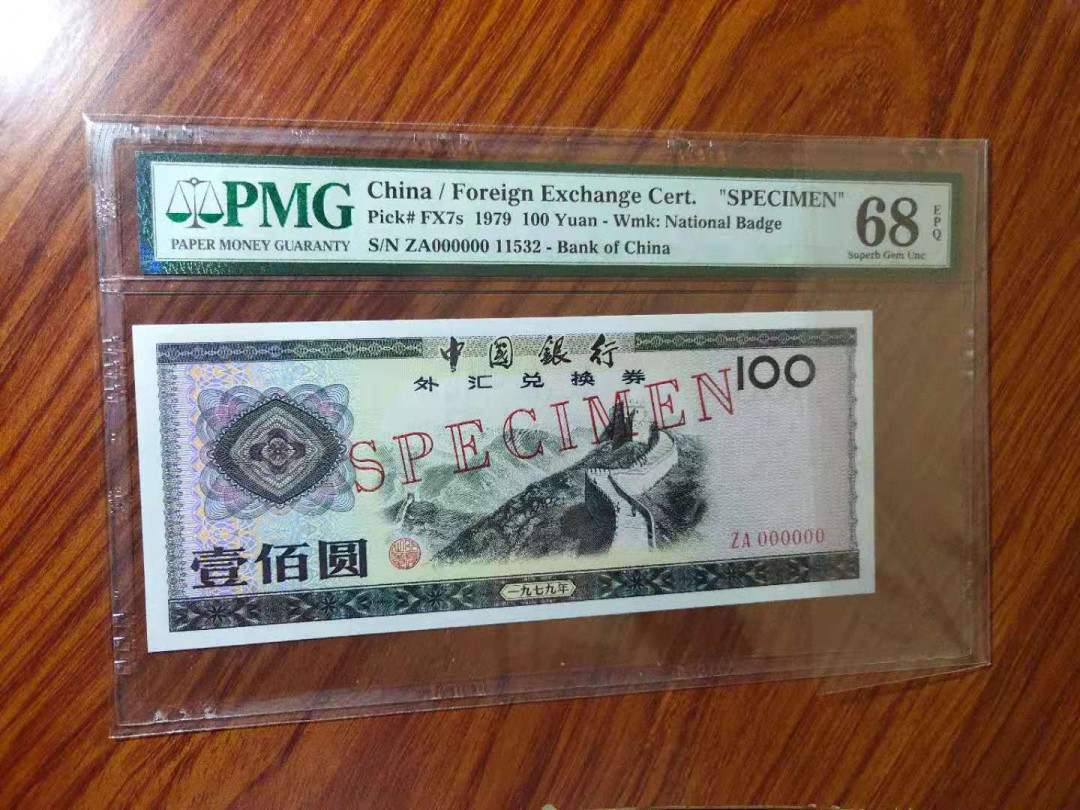 PMG
PAPER MONEY GUARANTY
China / Foreign Exchange Cert. "SPECIMEN"
Pick# FX7s 1979 100 Yuan - Wmk: National Badge
S/N ZA000000 11532 - Bank of China
68
EPQ
Superb Gem Unc
中國銀行
外汇兑换券
100
SPECIMEN
ZA 000000
壹佰圆
一九七九年